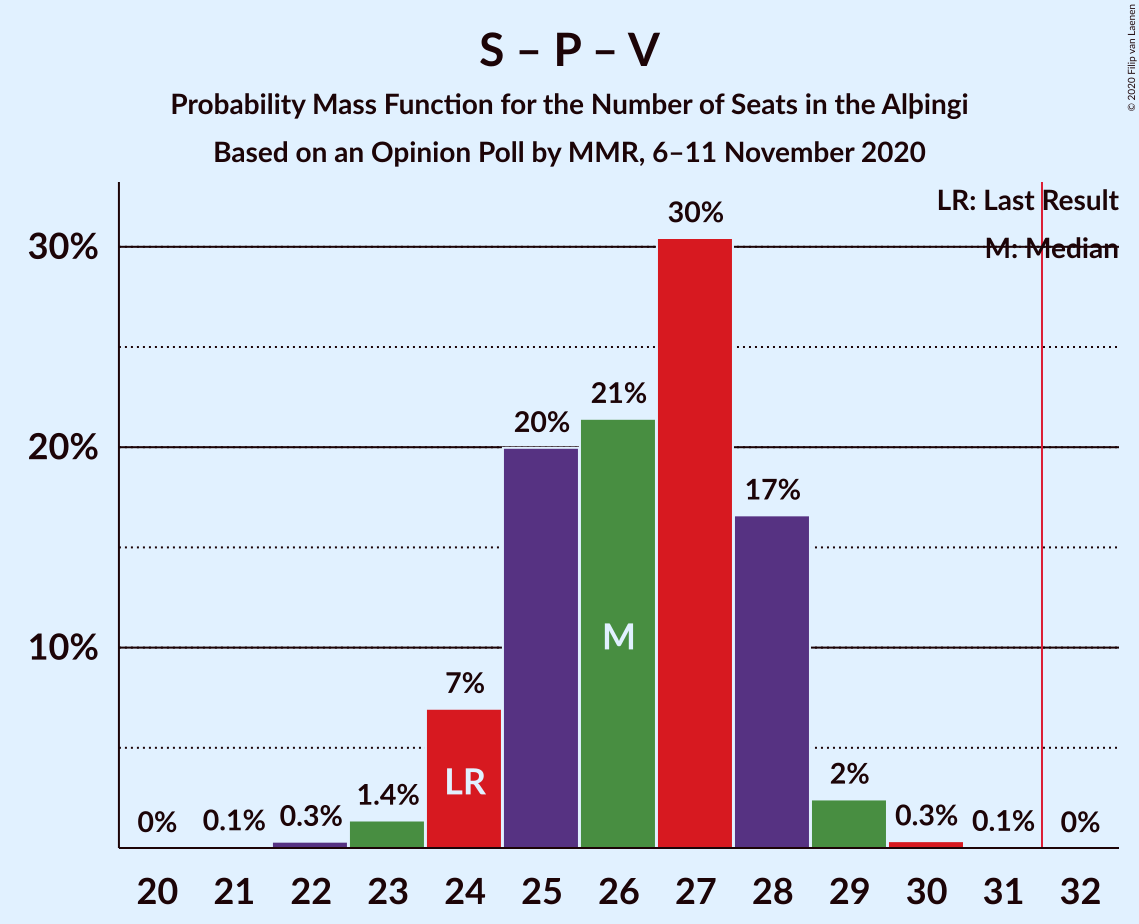 S – P – V
Probability Mass Function for the Number of Seats in the Alþingi
Based on an Opinion Poll by MMR, 6–11 November 2020
© 2020 Filip van Laenen
LR: Last Result
M: Median
30%
20%
10%
0%
0.1%
0.3%
1.4%
7%
20%
21%
30%
17%
2%
0.3%
0.1%
0%
LR
M
20 21 22 23 24 25 26 27 28 29 30 31 32